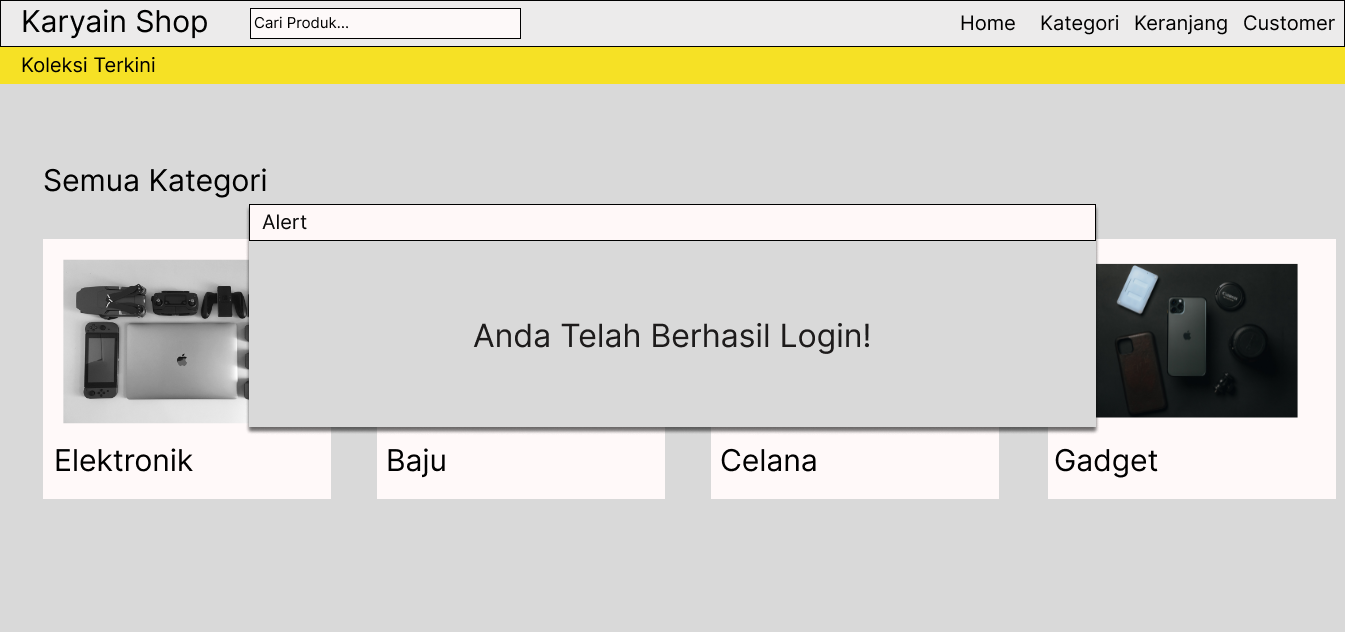 Karyain Shop
Cari Produk...
Home Kategori Keranjang Customer
Koleksi Terkini
Semua Kategori
Alert
Anda Telah Berhasil Login!
Elektronik
Baju
Celana
Gadget